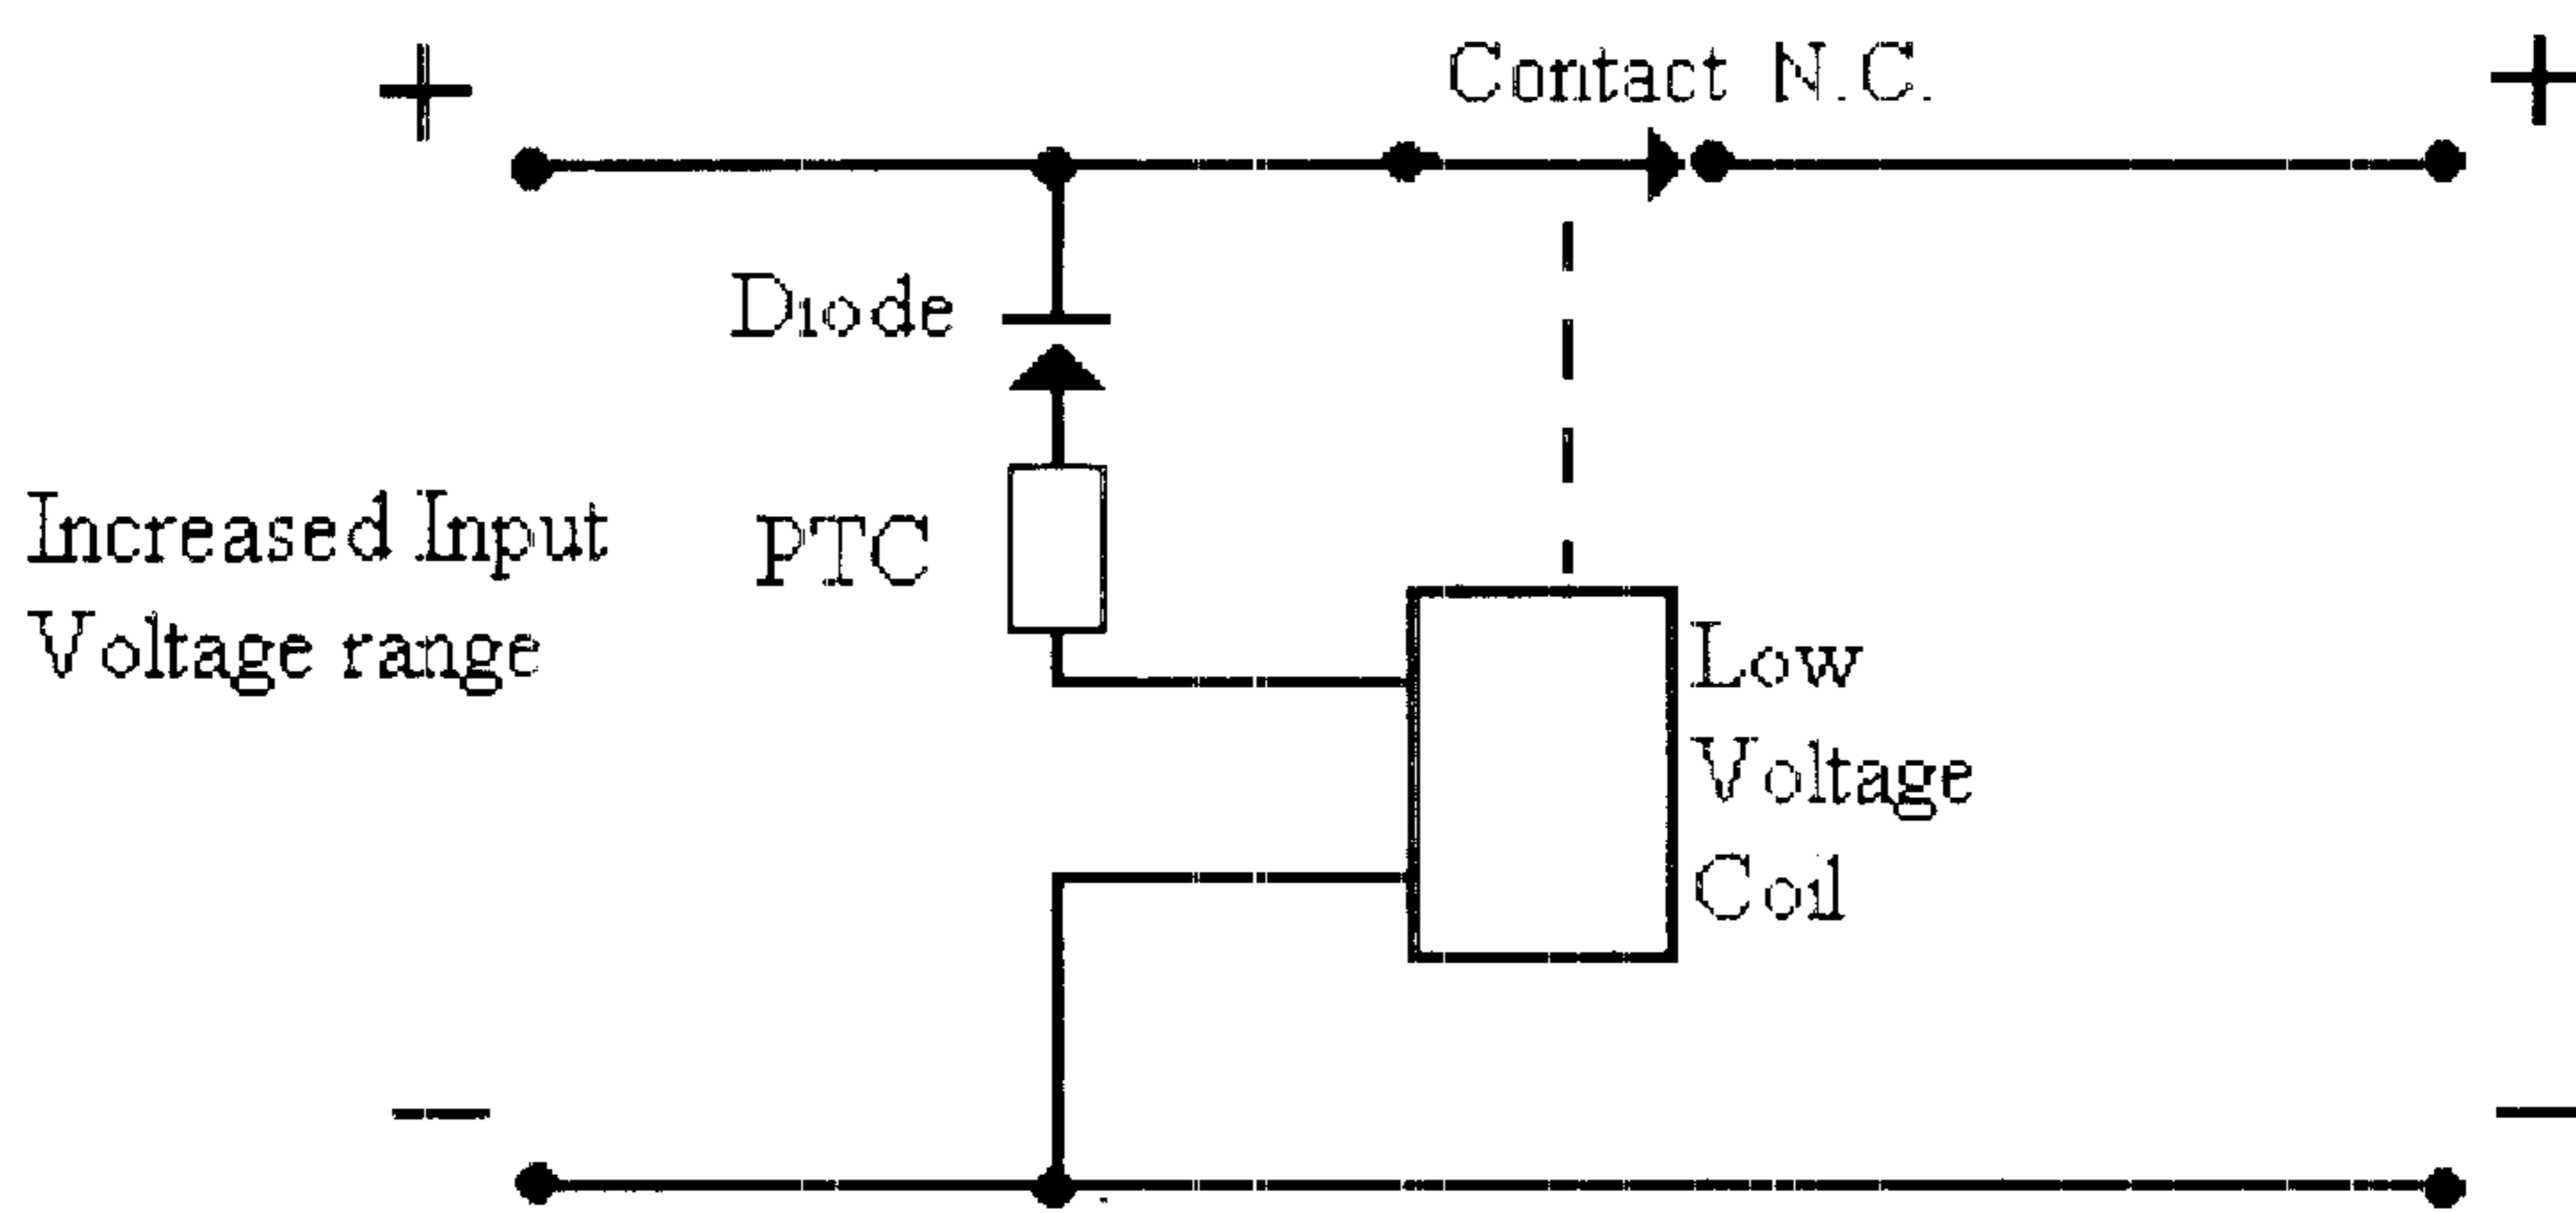 +
Contact N.C.
+
Diode
Increased Input
Voltage range
PTC
Low
Voltage
Coil
−
−